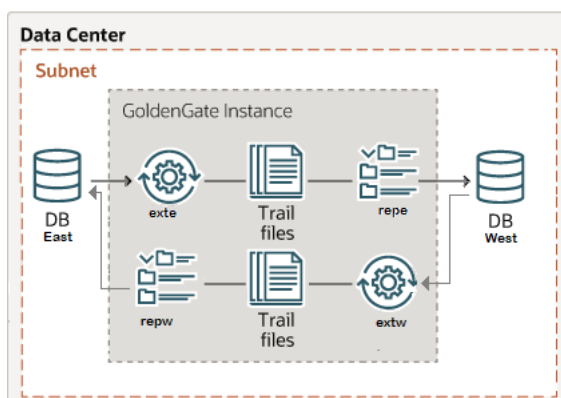 Data Center
Subnet
GoldenGate Instance
exte
Trail
files
repe
DB
East
DB
West
repw
Trail
files
extw